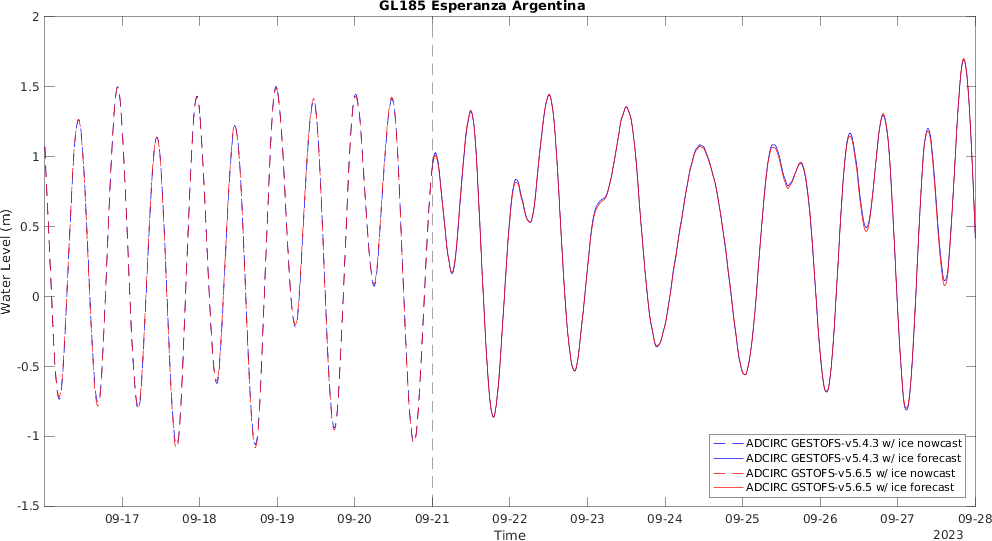 GL185 Esperanza Argentina
2
1.5
1
0.5
0
-0.5
-1
-1.5
Water Level (m)
09-17 09-18 09-19 09-20 09-21 09-22 09-23 09-24 09-25 09-26 09-27 09-28
Time
2023
ADCIRC GESTOFS-v5.4.3 w/ ice nowcast
ADCIRC GESTOFS-v5.4.3 w/ ice forecast
ADCIRC GSTOFS-v5.6.5 w/ ice nowcast
ADCIRC GSTOFS-v5.6.5 w/ ice forecast